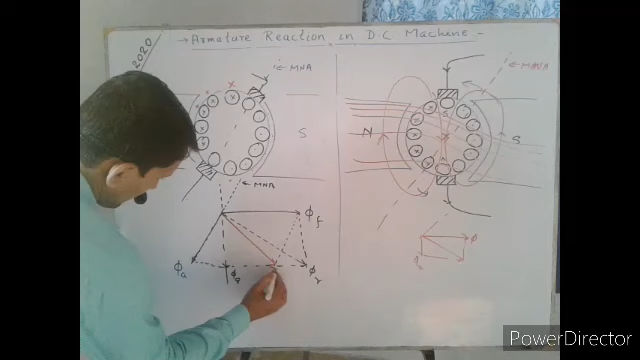 2020
→ Armature Reaction in D.C Machine -
MNA
MNA
N
S
S
S
N
MNA
ϕf
ϕa
ϕr
ϕ
PowerDirector